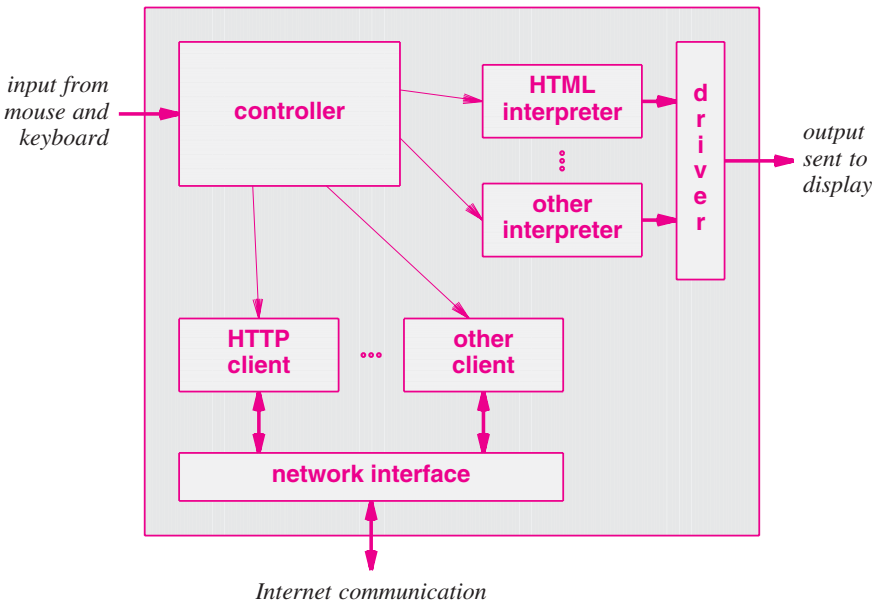 input from
mouse and
keyboard
controller
HTML
interpreter
other
interpreter
driver
output
sent to
display
HTTP
client
other
client
network interface
Internet communication